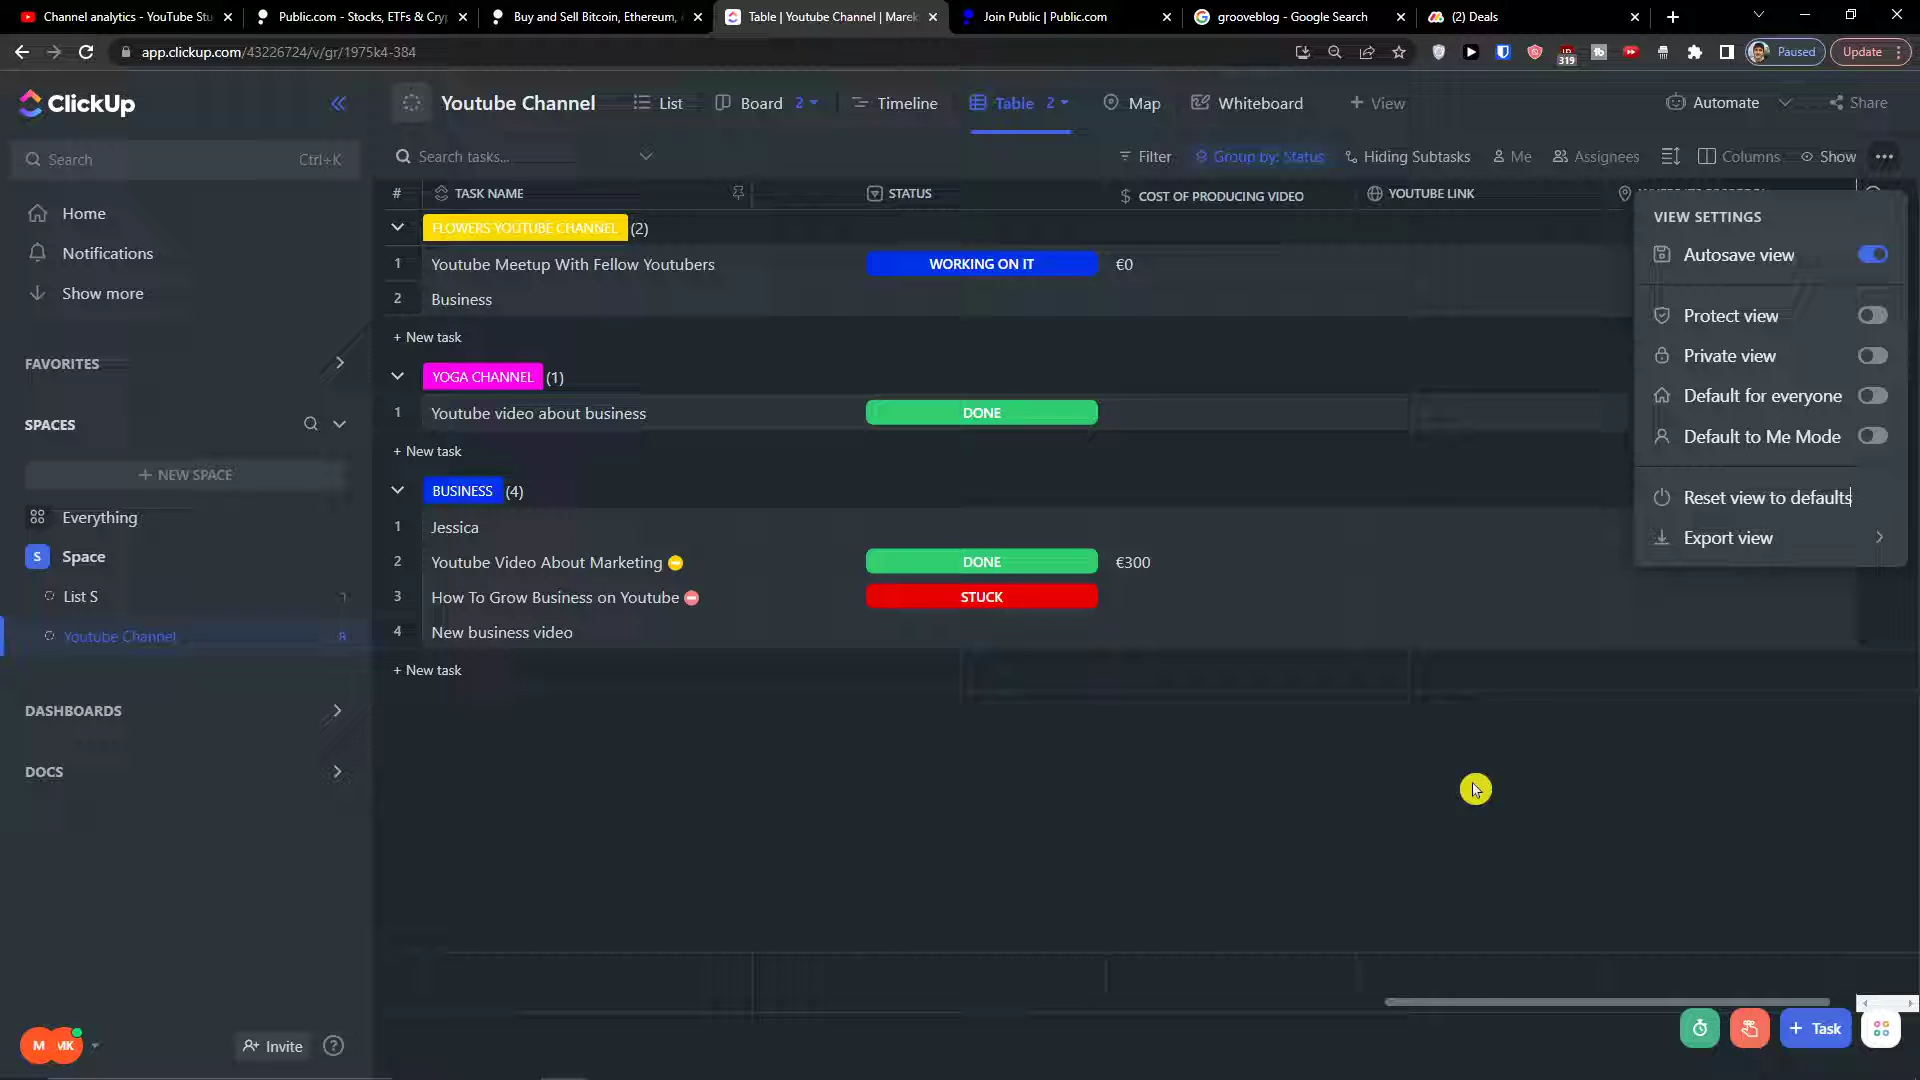 Channel analytics - YouTube Stu
Public.com - Stocks, ETFs & Cry
Buy and Sell Bitcoin, Ethereum,
Table | Youtube Channel | Marek
Join Public | Public.com
grooveblog - Google Search
(2) Deals
app.clickup.com/43226724/v/gr/1975k4-384
319
Paused
Update
ClickUp
Youtube Channel
List
Board 2
Timeline
Table 2
Map
Whiteboard
+ View
Automate
Share
Search Ctrl+K
Search tasks...
Filter
Group by: Status
Hiding Subtasks
Me
Assignees
Columns
Show
# TASK NAME STATUS COST OF PRODUCING VIDEO YOUTUBE LINK
Home
Notifications
Show more
FAVORITES
SPACES
+ NEW SPACE
Everything
S Space
List S 1
Youtube Channel 8
DASHBOARDS
DOCS
M MK
Invite
?
FLOWERS YOUTUBE CHANNEL (2)
1 Youtube Meetup With Fellow Youtubers WORKING ON IT €0
2 Business
+ New task
YOGA CHANNEL (1)
1 Youtube video about business DONE
+ New task
BUSINESS (4)
1 Jessica
2 Youtube Video About Marketing DONE €300
3 How To Grow Business on Youtube STUCK
4 New business video
+ New task
VIEW SETTINGS
Autosave view
Protect view
Private view
Default for everyone
Default to Me Mode
Reset view to defaults
Export view
+ Task